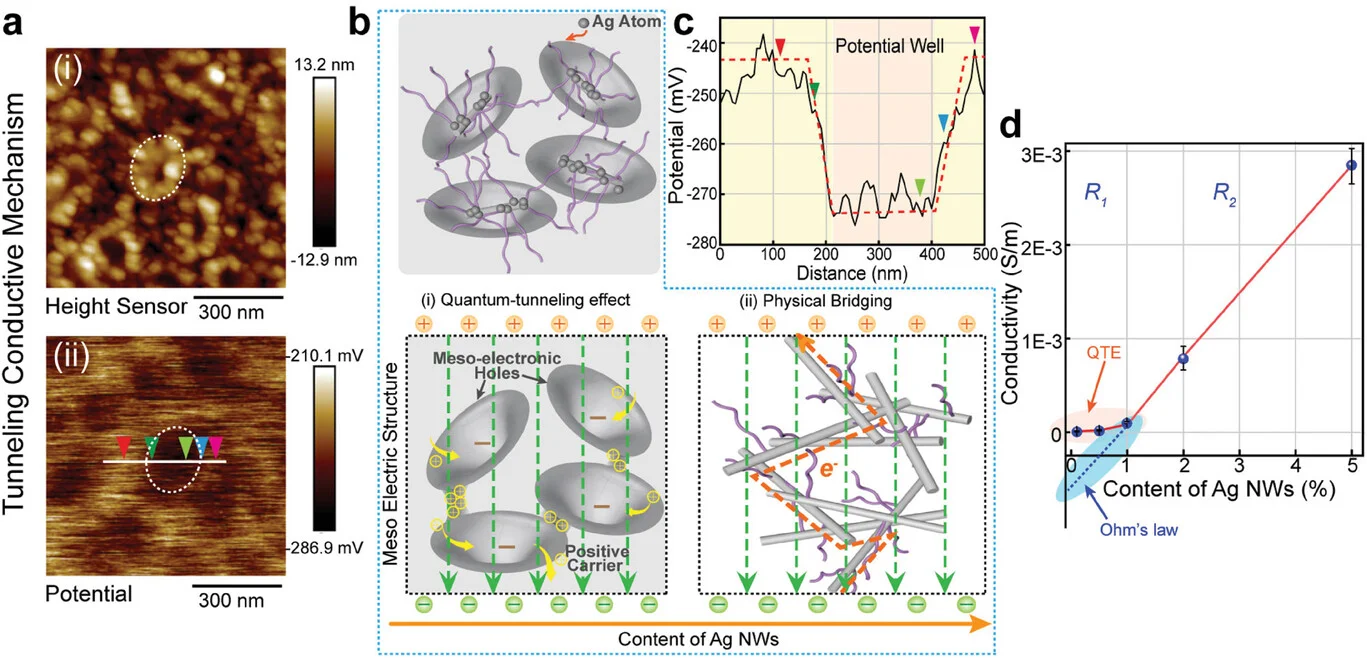 a
Tunneling Conductive Mechanism
(i)
13.2 nm
-12.9 nm
Height Sensor
300 nm
(ii)
-210.1 mV
-286.9 mV
Potential
300 nm
b
Ag Atom
(i) Quantum-tunneling effect
(ii) Physical Bridging
Meso Electric Structure
+ + + + + +
+ + + + + +
Meso-electronic
Holes
Positive
Carrier
e-
Content of Ag NWs
c
Potential Well
Potential (mV)
-240
-250
-260
-270
-280
0 100 200 300 400 500
Distance (nm)
d
Conductivity (S/m)
3E-3
2E-3
1E-3
0
R1
R2
QTE
0 1 2 3 4 5
Content of Ag NWs (%)
Ohm's law